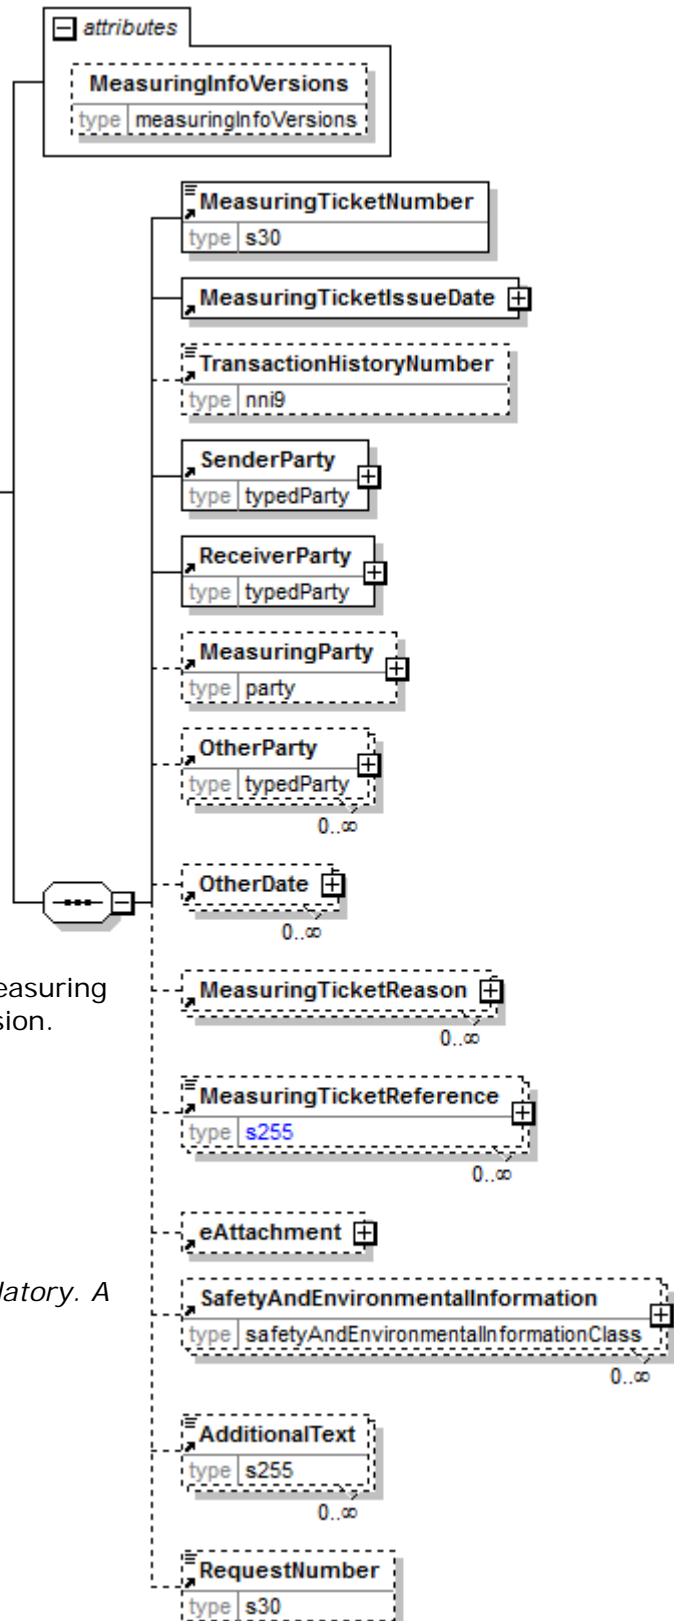 attributes
MeasuringInfoVersions
type measuringInfoVersions
MeasuringTicketNumber
type s30
MeasuringTicketIssueDate
TransactionHistoryNumber
type nni9
SenderParty
type typedParty
ReceiverParty
type typedParty
MeasuringParty
type party
OtherParty
type typedParty
0..∞
OtherDate
0..∞
easuring
sion.
MeasuringTicketReason
0..∞
MeasuringTicketReference
type s255
0..∞
eAttachment
latory. A
SafetyAndEnvironmentalInformation
type safetyAndEnvironmentalInformationClass
0..∞
AdditionalText
type s255
0..∞
RequestNumber
type s30